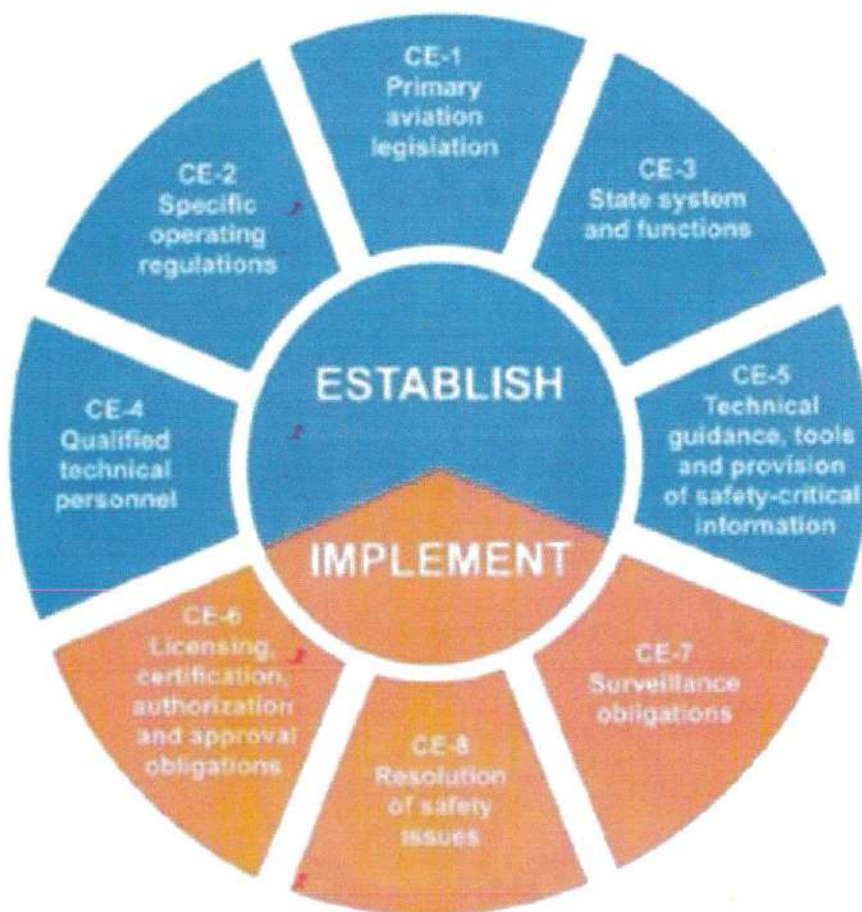 CE-1
Primary
aviation
legislation
CE-2
Specific
operating
regulations
CE-3
State system
and functions
CE-4
Qualified
technical
personnel
ESTABLISH
CE-5
Technical
guidance, tools
and provision
of safety-critical
information
IMPLEMENT
CE-6
Licensing,
certification,
authorization
and approval
obligations
CE-8
Resolution
of safety
issues
CE-7
Surveillance
obligations